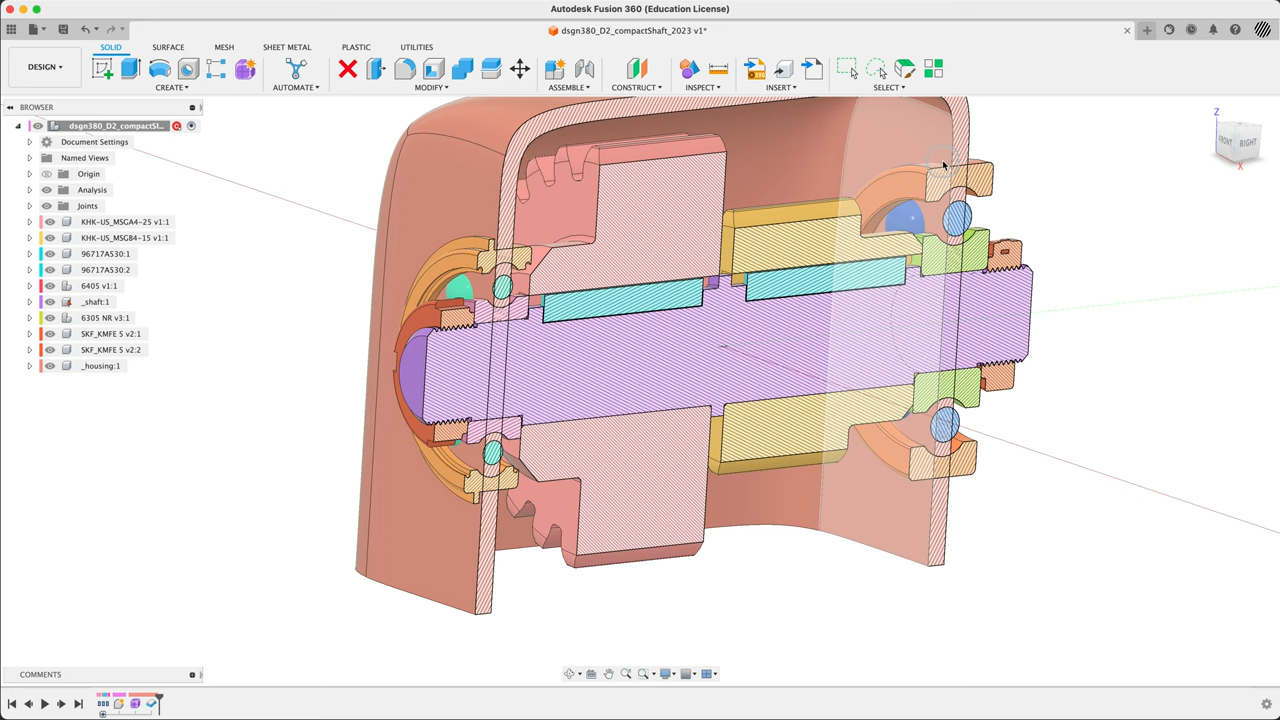 Autodesk Fusion 360 (Education License)
dsgn380_D2_compactShaft_2023 v1*
SOLID SURFACE MESH SHEET METAL PLASTIC UTILITIES
DESIGN
CREATE AUTOMATE MODIFY ASSEMBLE CONSTRUCT INSPECT INSERT SELECT
BROWSER
dsgn380_D2_compactSl...
Document Settings
Named Views
Origin
Analysis
Joints
KHK-US_MSGA4-25 v1:1
KHK-US_MSGB4-15 v1:1
96717A530:1
96717A530:2
6405 v1:1
_shaft:1
6305 NR v3:1
SKF_KMFE 5 v2:1
SKF_KMFE 5 v2:2
_housing:1
Z
FRONT RIGHT
X
COMMENTS